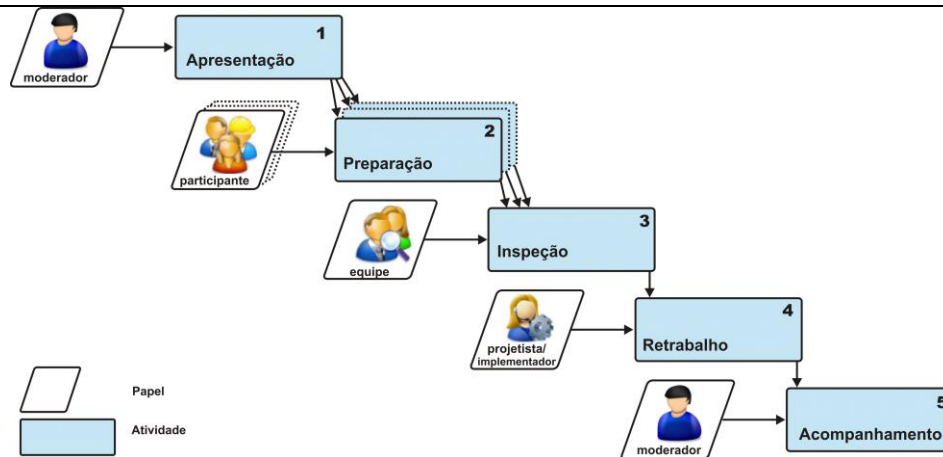 1
Apresentação
moderador
2
Preparação
participante
3
Inspeção
equipe
4
Retrabalho
projetista/
implementador
5
Acompanhamento
moderador
Papel
Atividade